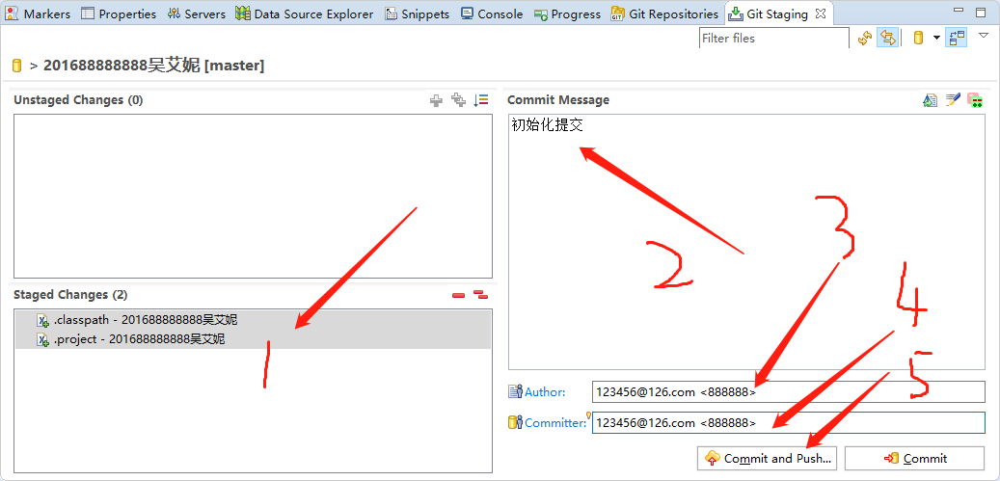 Markers Properties Servers Data Source Explorer Snippets Console Progress Git Repositories Git Staging
Filter files
> 201688888888吴艾妮 [master]
Unstaged Changes (0)
Commit Message
初始化提交
3
2
4
Staged Changes (2)
.classpath - 201688888888吴艾妮
.project - 201688888888吴艾妮
1
5
Author: 123456@126.com <888888>
Committer: 123456@126.com <888888>
Commit and Push... Commit